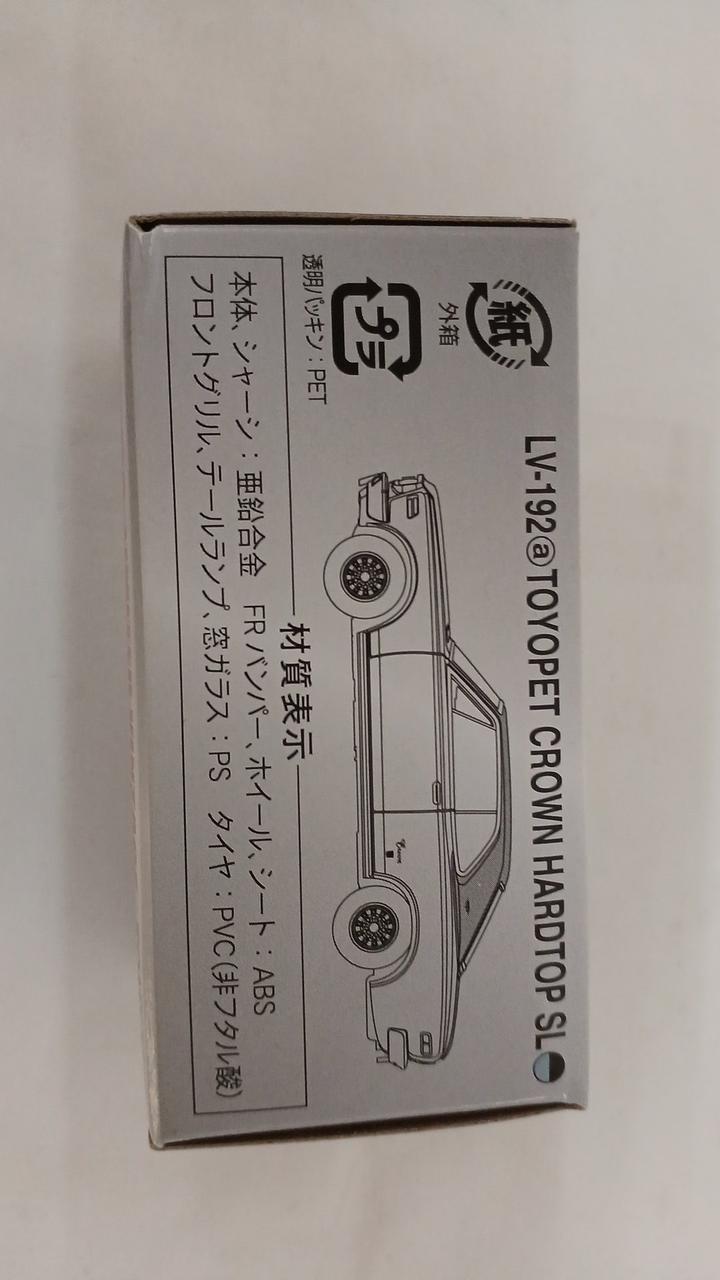 LV-192ⓐTOYOPET CROWN HARDTOP SL
紙
外箱
プラ
透明パッキン：PET
Crown
材質表示
本体、シャーシ：亜鉛合金　FRバンパー、ホイール、シート：ABS
フロントグリル、テールランプ、窓ガラス：PS　タイヤ：PVC(非フタル酸)